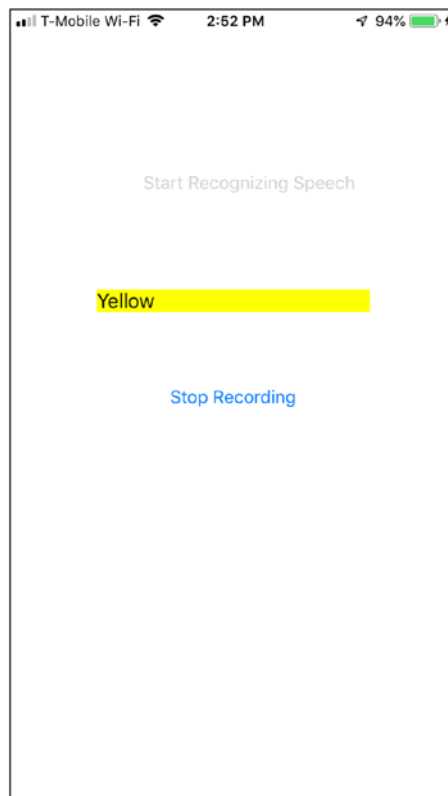 T-Mobile Wi-Fi 2:52 PM 94%
Start Recognizing Speech
Yellow
Stop Recording